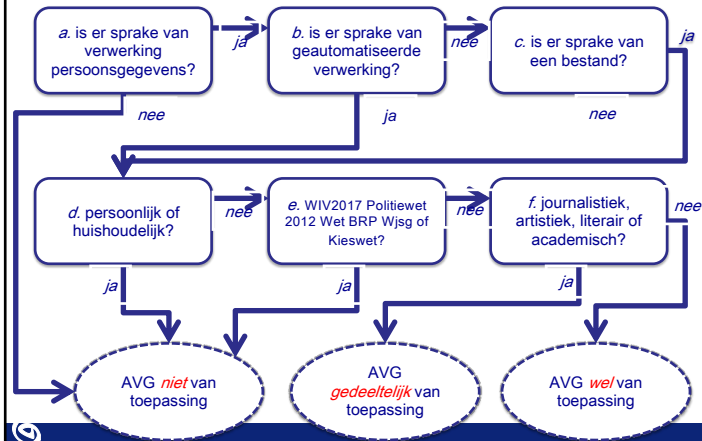 a. is er sprake van
verwerking
persoonsgegevens?
ja
b. is er sprake van
geautomatiseerde
verwerking?
nee
c. is er sprake van
een bestand?
ja
nee
ja
nee
d. persoonlijk of
huishoudelijk?
nee
e. WIV2017 Politiewet
2012 Wet BRP Wjsg of
Kieswet?
nee
f. journalistiek,
artistiek, literair of
academisch?
nee
ja
ja
ja
AVG niet van
toepassing
AVG
gedeeltelijk van
toepassing
AVG wel van
toepassing